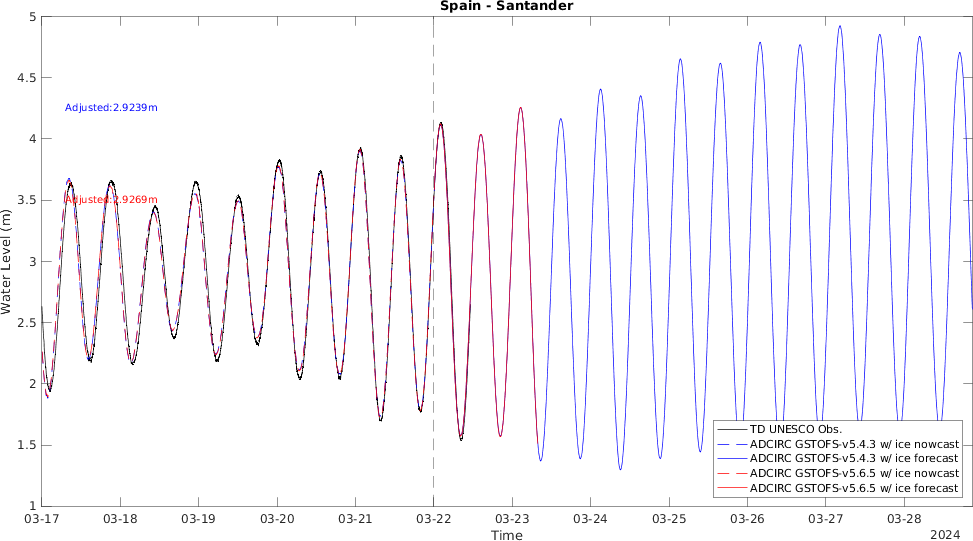 Spain - Santander
5
4.5
4
3.5
3
2.5
2
1.5
1
Water Level (m)
Adjusted:2.9239m
Adjusted:2.9269m
TD UNESCO Obs.
ADCIRC GSTOFS-v5.4.3 w/ ice nowcast
ADCIRC GSTOFS-v5.4.3 w/ ice forecast
ADCIRC GSTOFS-v5.6.5 w/ ice nowcast
ADCIRC GSTOFS-v5.6.5 w/ ice forecast
03-17 03-18 03-19 03-20 03-21 03-22 03-23 03-24 03-25 03-26 03-27 03-28
Time
2024